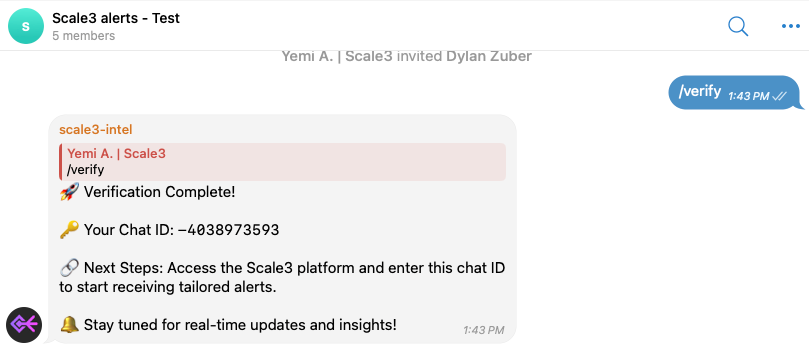 S
Scale3 alerts - Test
5 members
Yemi A. | Scale3 invited Dylan Zuber
/verify 1:43 PM
scale3-intel
Yemi A. | Scale3
/verify
🚀 Verification Complete!
🔑 Your Chat ID: −4038973593
🔗 Next Steps: Access the Scale3 platform and enter this chat ID
to start receiving tailored alerts.
🔔 Stay tuned for real-time updates and insights! 1:43 PM